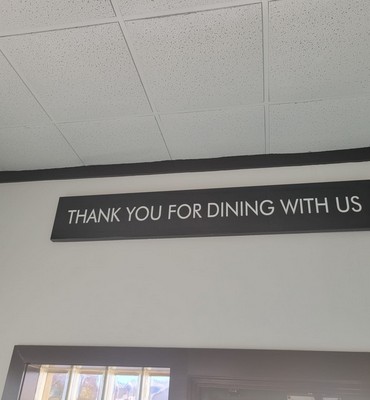 THANK YOU FOR DINING WITH US